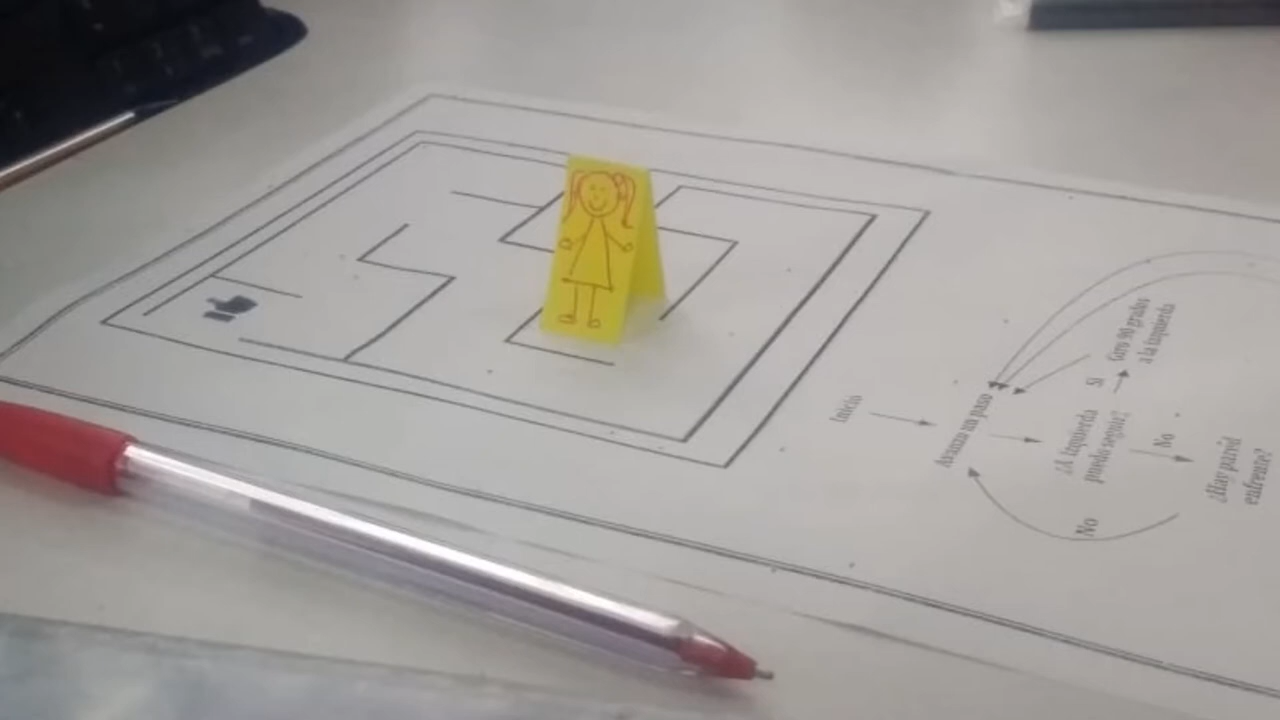 Inicio
Avanzo un paso
¿A izquierda
puedo seguir?
Si
Giro 90 grados
a la izquierda
No
¿Hay pared
enfrente?
No